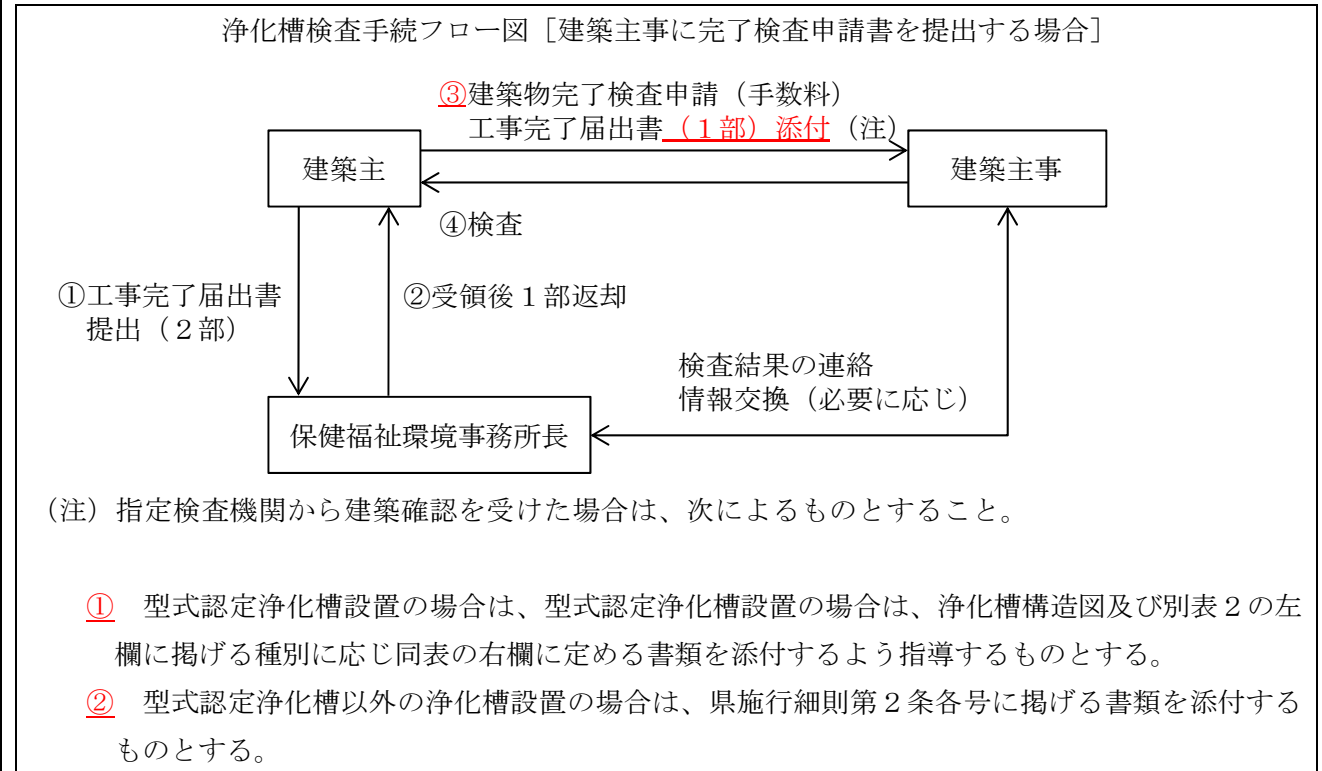 浄化槽検査手続フロー図［建築主事に完了検査申請書を提出する場合］
③建築物完了検査申請（手数料）
工事完了届出書（１部）添付（注）
建築主
建築主事
④検査
①工事完了届出書
提出（２部）
②受領後１部返却
検査結果の連絡
情報交換（必要に応じ）
保健福祉環境事務所長
（注）指定検査機関から建築確認を受けた場合は、次によるものとすること。
①　型式認定浄化槽設置の場合は、型式認定浄化槽設置の場合は、浄化槽構造図及び別表２の左
欄に掲げる種別に応じ同表の右欄に定める書類を添付するよう指導するものとする。
②　型式認定浄化槽以外の浄化槽設置の場合は、県施行細則第２条各号に掲げる書類を添付する
ものとする。